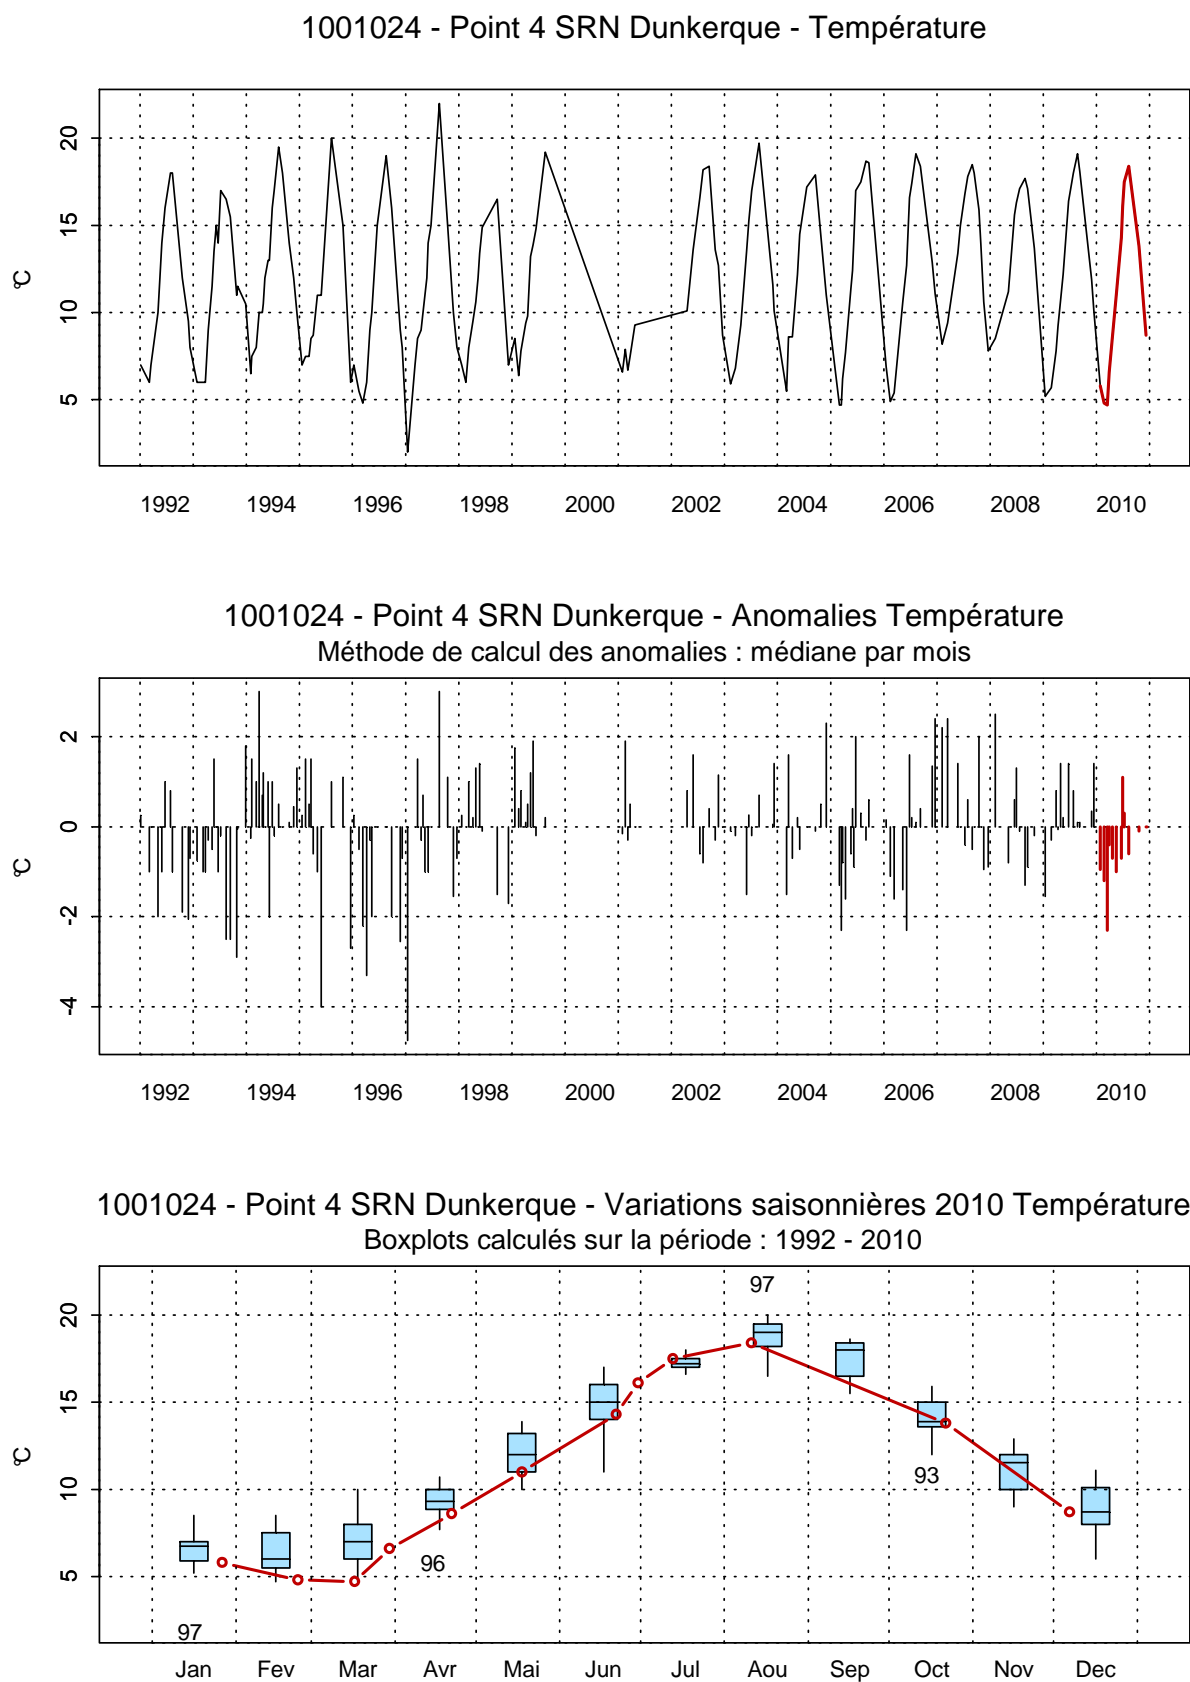 1001024 - Point 4 SRN Dunkerque - Température
20
15
10
5
°C
1992 1994 1996 1998 2000 2002 2004 2006 2008 2010
1001024 - Point 4 SRN Dunkerque - Anomalies Température
Méthode de calcul des anomalies : médiane par mois
2
0
-2
-4
°C
1992 1994 1996 1998 2000 2002 2004 2006 2008 2010
1001024 - Point 4 SRN Dunkerque - Variations saisonnières 2010 Température
Boxplots calculés sur la période : 1992 - 2010
20
15
10
5
°C
97
93
96
97
Jan Fev Mar Avr Mai Jun Jul Aou Sep Oct Nov Dec